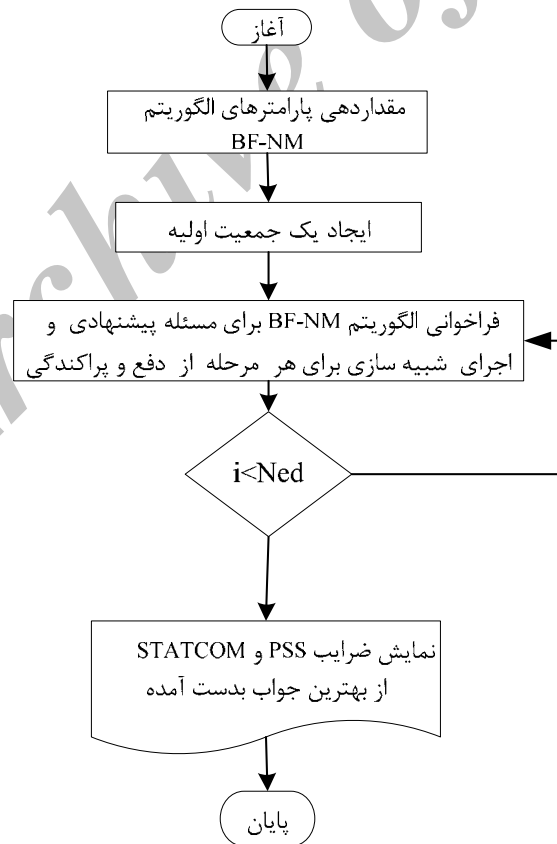 آغاز
مقداردهی پارامترهای الگوریتم
BF-NM
ایجاد یک جمعیت اولیه
فراخوانی الگوریتم BF-NM برای مسئله پیشنهادی و
اجرای شبیه سازی برای هر مرحله از دفع و پراکندگی
i<Ned
نمایش ضرایب PSS و STATCOM
از بهترین جواب بدست آمده
پایان